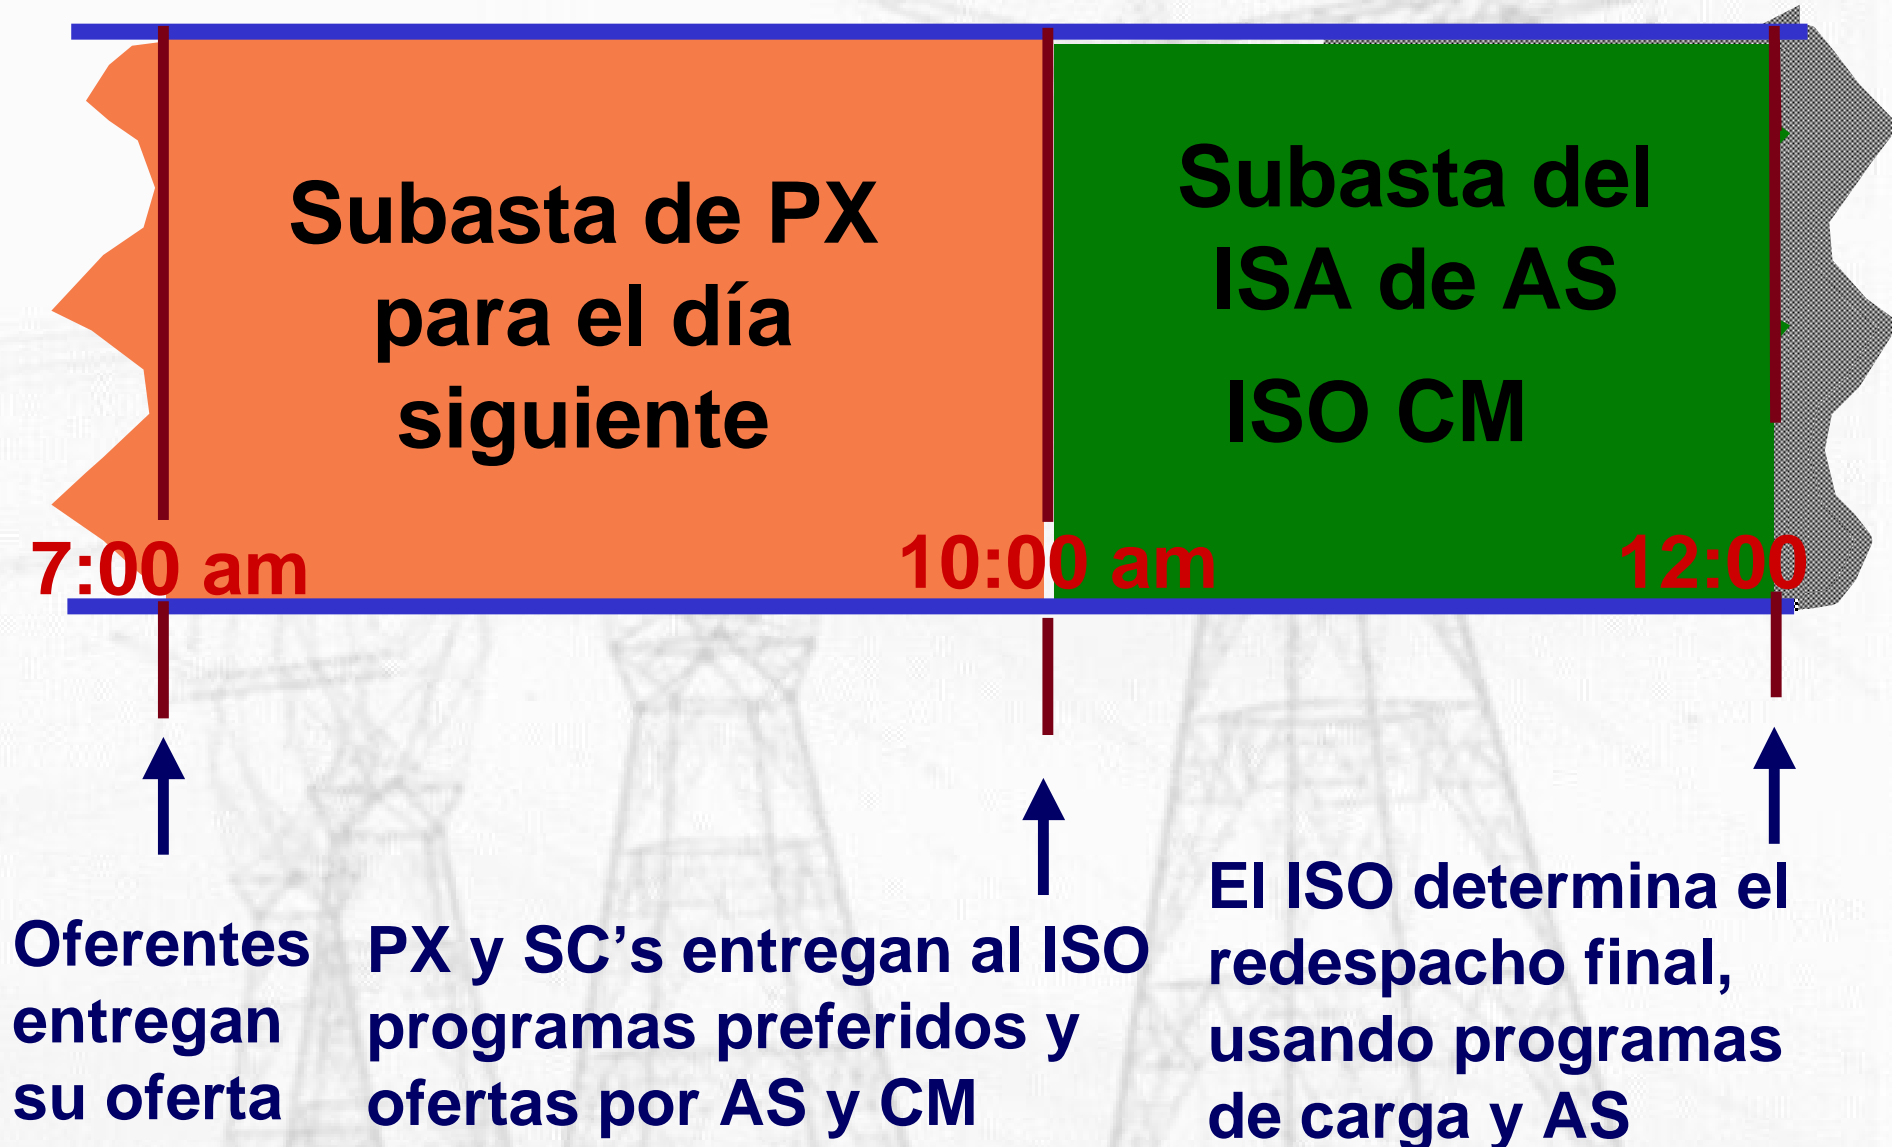 Subasta de PX
para el día
siguiente
Subasta del
ISA de AS
ISO CM
7:00 am
10:00 am
12:00
Oferentes
entregan
su oferta
PX y SC’s entregan al ISO
programas preferidos y
ofertas por AS y CM
El ISO determina el
redespacho final,
usando programas
de carga y AS